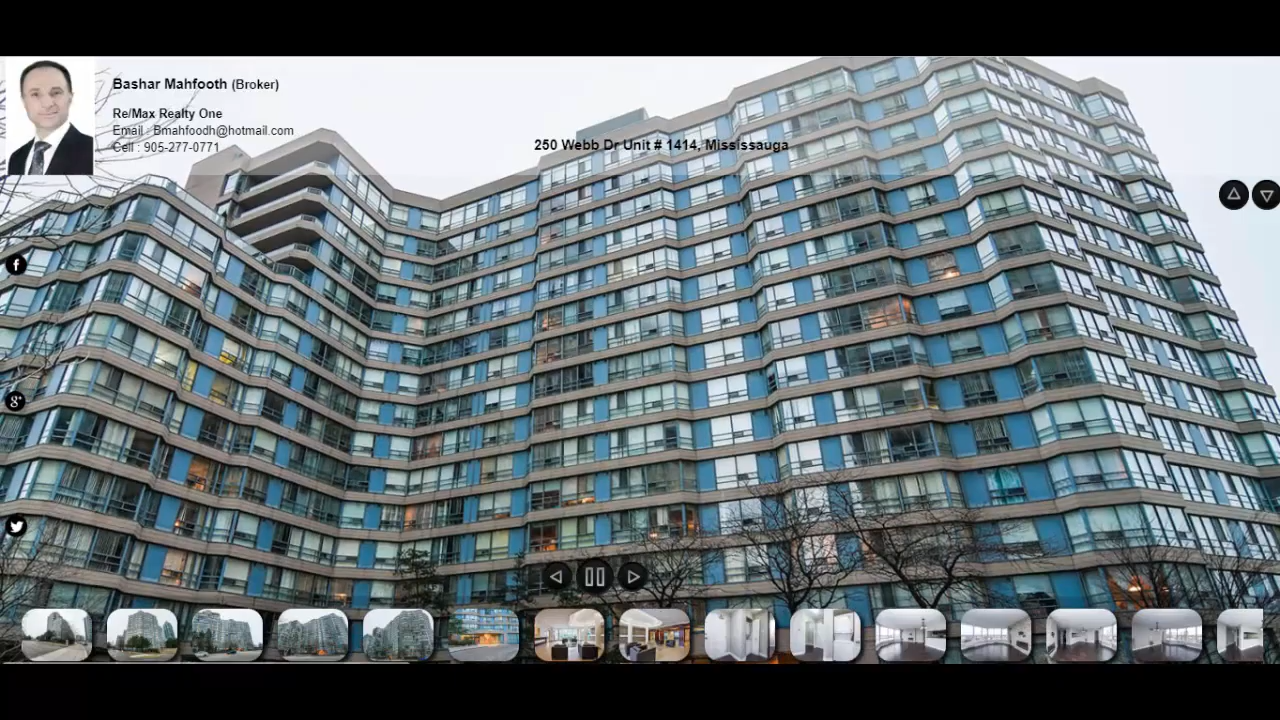 Bashar Mahfooth (Broker)
Re/Max Realty One
Email : Bmahfoodh@hotmail.com
Cell : 905-277-0771
250 Webb Dr Unit # 1414, Mississauga